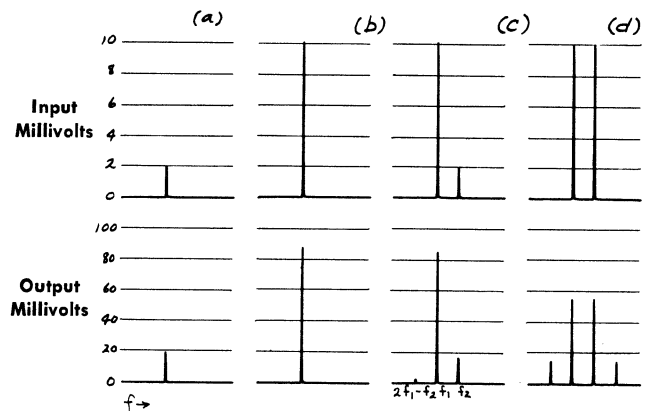 (a) (b) (c) (d)
Input
Millivolts
10
8
6
4
2
0
Output
Millivolts
100
80
60
40
20
0
f→
2f₁-f₂ f₁ f₂